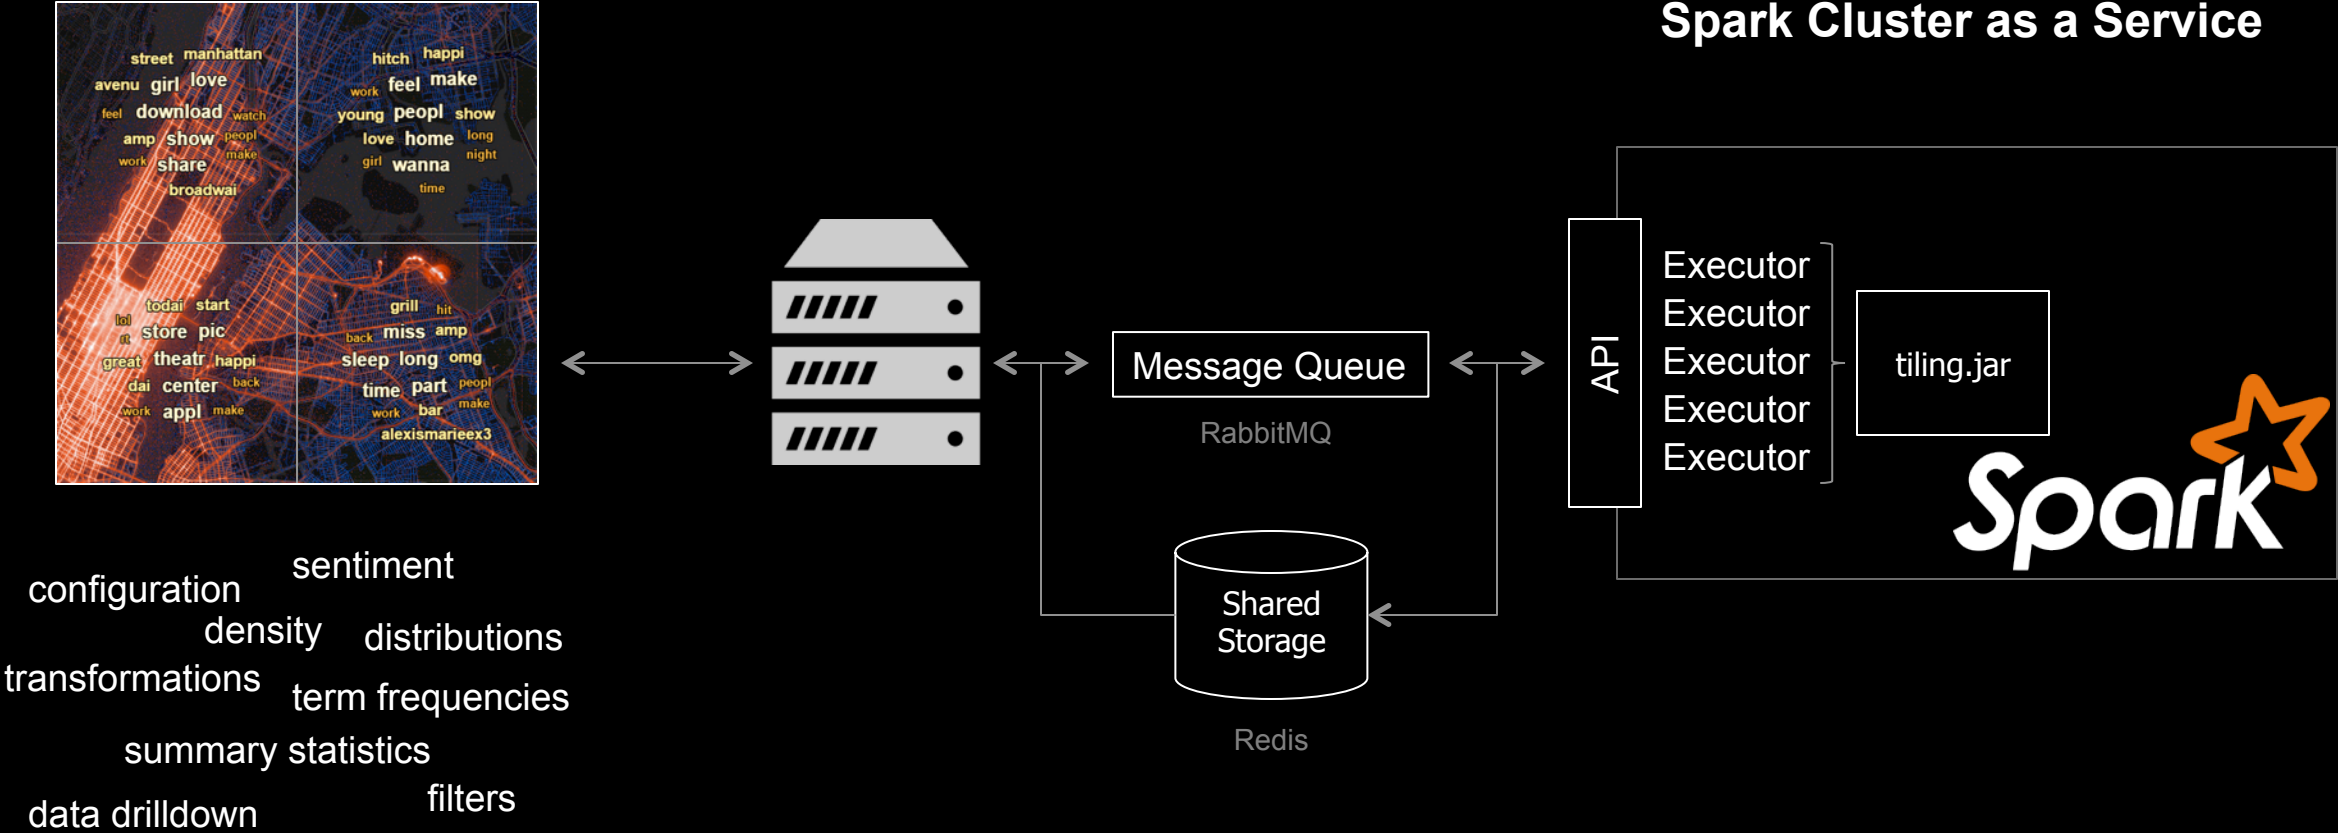 Spark Cluster as a Service
street manhattan
avenu girl love
feel download watch
amp show peopl
work share make
broadwai
hitch happi
work feel make
young peopl show
love home long
girl wanna night
time
todai start
lol store pic
rt
great theatr happi
dai center back
work appl make
grill hit
back miss amp
sleep long omg
time part peopl
work bar make
alexismarieex3
Message Queue
RabbitMQ
Shared
Storage
Redis
API
Executor
Executor
Executor
Executor
Executor
tiling.jar
Spark
sentiment
configuration
density distributions
transformations
term frequencies
summary statistics
filters
data drilldown